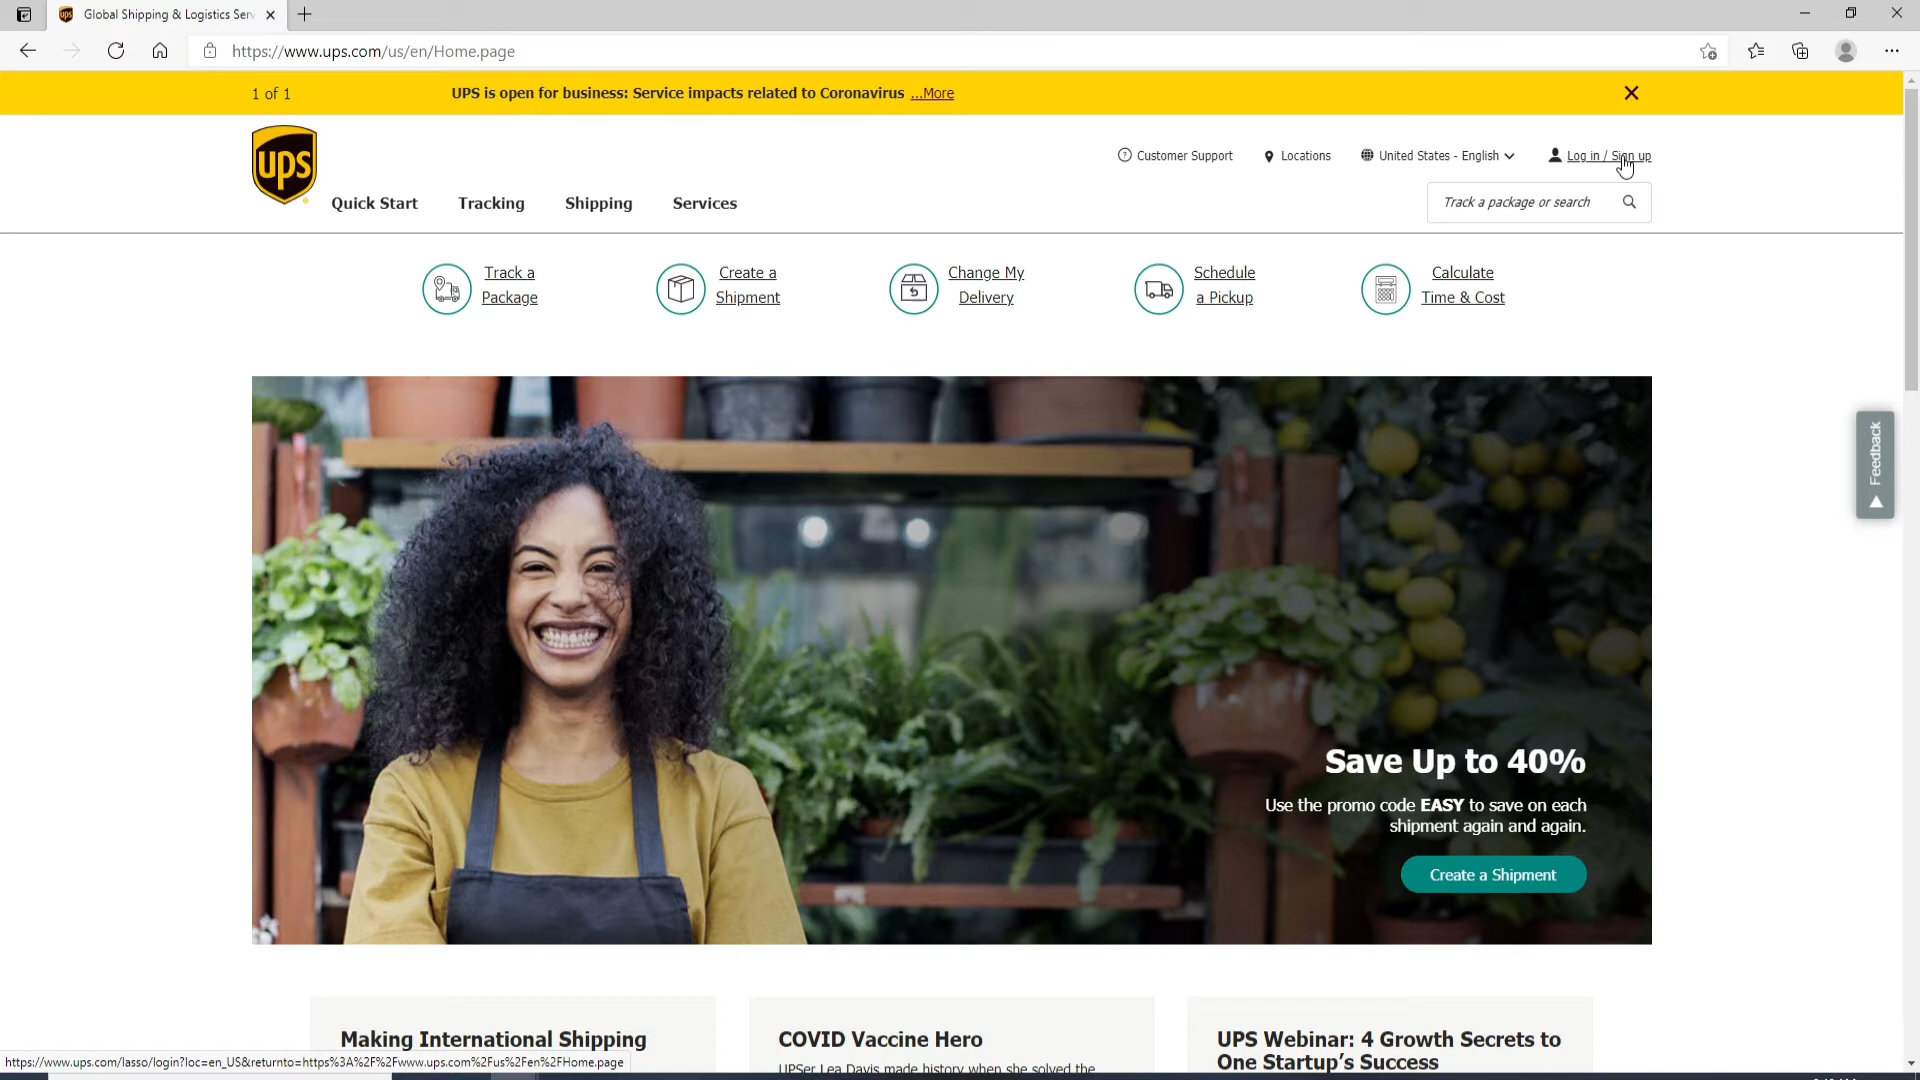 Global Shipping & Logistics Serv
https://www.ups.com/us/en/Home.page
1 of 1
UPS is open for business: Service impacts related to Coronavirus ...More
ups
Customer Support
Locations
United States - English
Log in / Sign up
Quick Start
Tracking
Shipping
Services
Track a package or search
Track a
Package
Create a
Shipment
Change My
Delivery
Schedule
a Pickup
Calculate
Time & Cost
Feedback
Save Up to 40%
Use the promo code EASY to save on each
shipment again and again.
Create a Shipment
Making International Shipping
COVID Vaccine Hero
UPSer Lea Davis made history when she solved the
UPS Webinar: 4 Growth Secrets to
One Startup's Success
https://www.ups.com/lasso/login?loc=en_US&returnto=https%3A%2F%2Fwww.ups.com%2Fus%2Fen%2FHome.page